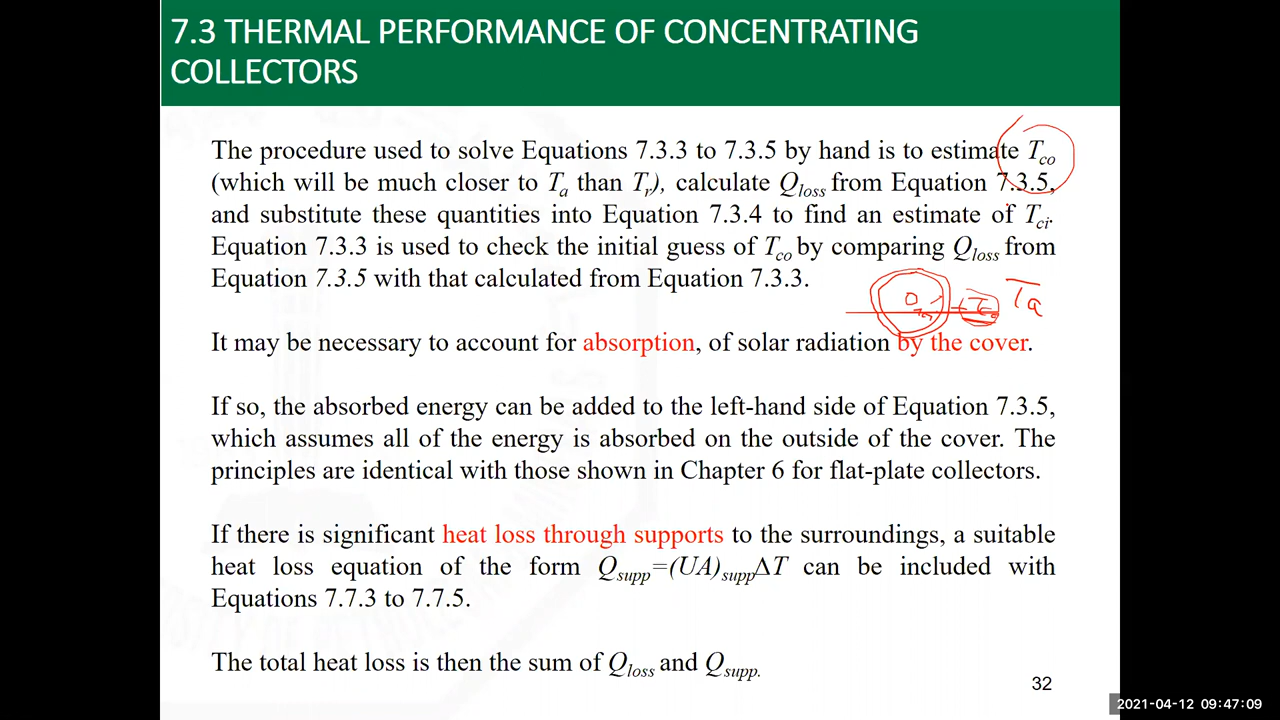 7.3 THERMAL PERFORMANCE OF CONCENTRATING
COLLECTORS
The procedure used to solve Equations 7.3.3 to 7.3.5 by hand is to estimate Tco
(which will be much closer to Ta than Tr), calculate Qloss from Equation 7.3.5,
and substitute these quantities into Equation 7.3.4 to find an estimate of Tci.
Equation 7.3.3 is used to check the initial guess of Tco by comparing Qloss from
Equation 7.3.5 with that calculated from Equation 7.3.3.
Ta
It may be necessary to account for absorption, of solar radiation by the cover.
If so, the absorbed energy can be added to the left-hand side of Equation 7.3.5,
which assumes all of the energy is absorbed on the outside of the cover. The
principles are identical with those shown in Chapter 6 for flat-plate collectors.
If there is significant heat loss through supports to the surroundings, a suitable
heat loss equation of the form Qsupp=(UA)suppΔT can be included with
Equations 7.7.3 to 7.7.5.
The total heat loss is then the sum of Qloss and Qsupp.
32
2021-04-12 09:47:09